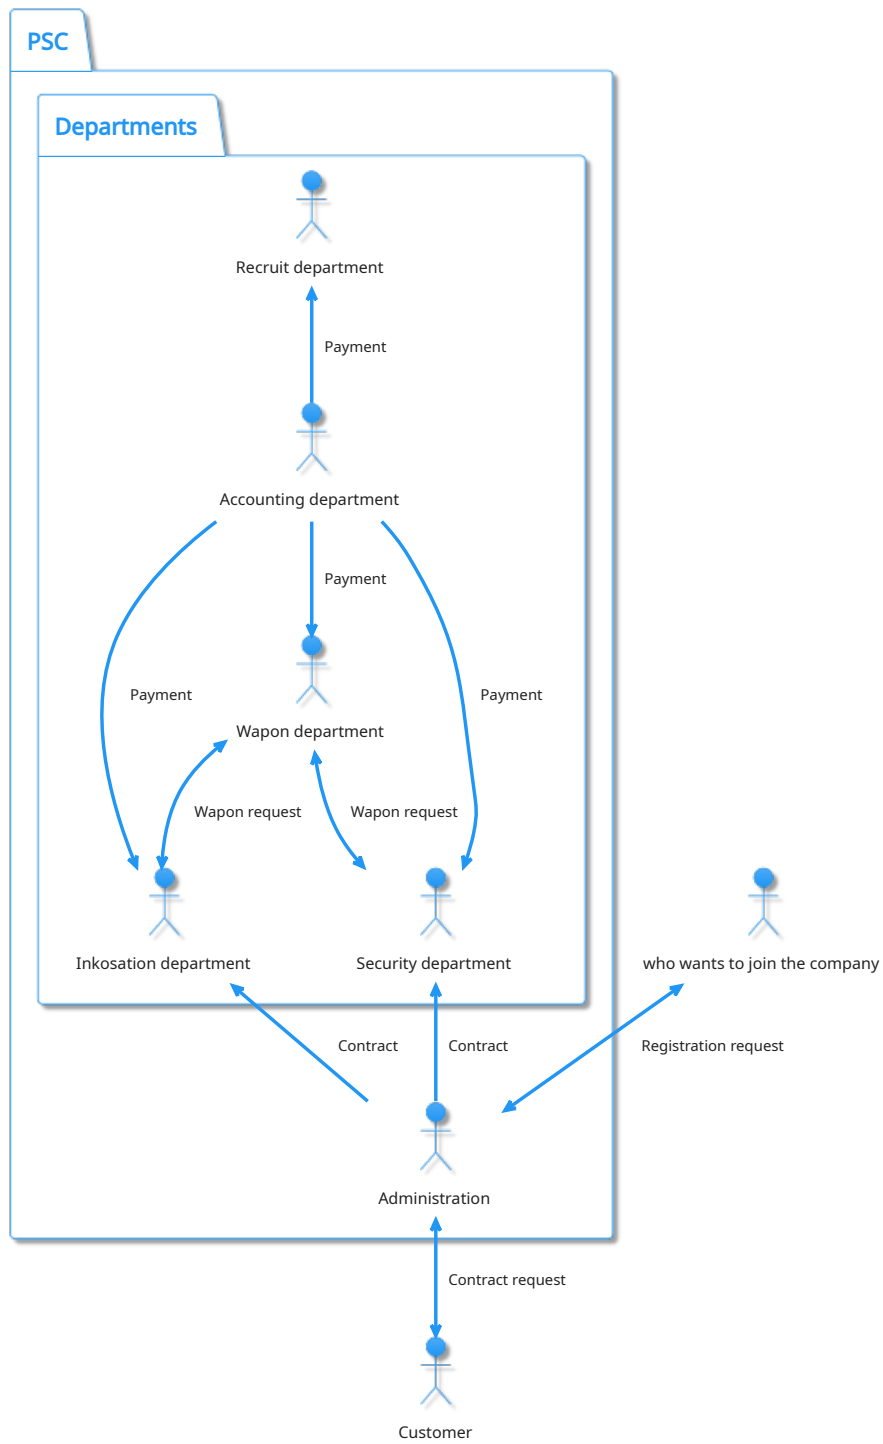 PSC
Departments
Recruit department
Payment
Accounting department
Payment
Payment
Payment
Wapon department
Wapon request
Wapon request
Inkosation department
Security department
who wants to join the company
Contract
Contract
Registration request
Administration
Contract request
Customer